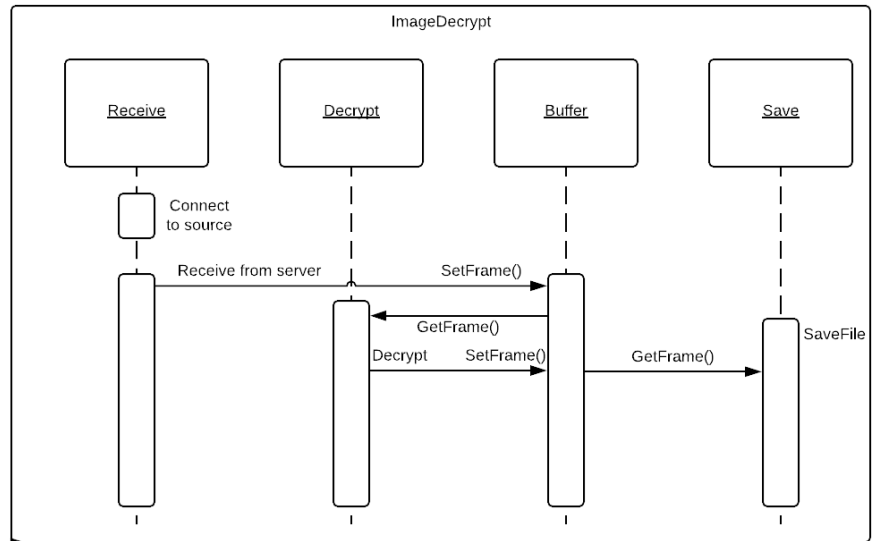 ImageDecrypt
Receive
Decrypt
Buffer
Save
Connect
to source
Receive from server
SetFrame()
GetFrame()
SaveFile
Decrypt
SetFrame()
GetFrame()